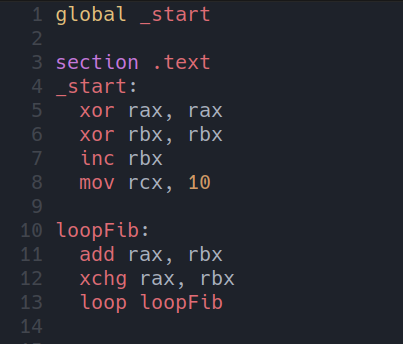 1 global _start
2
3 section .text
4 _start:
5   xor rax, rax
6   xor rbx, rbx
7   inc rbx
8   mov rcx, 10
9
10 loopFib:
11   add rax, rbx
12   xchg rax, rbx
13   loop loopFib
14